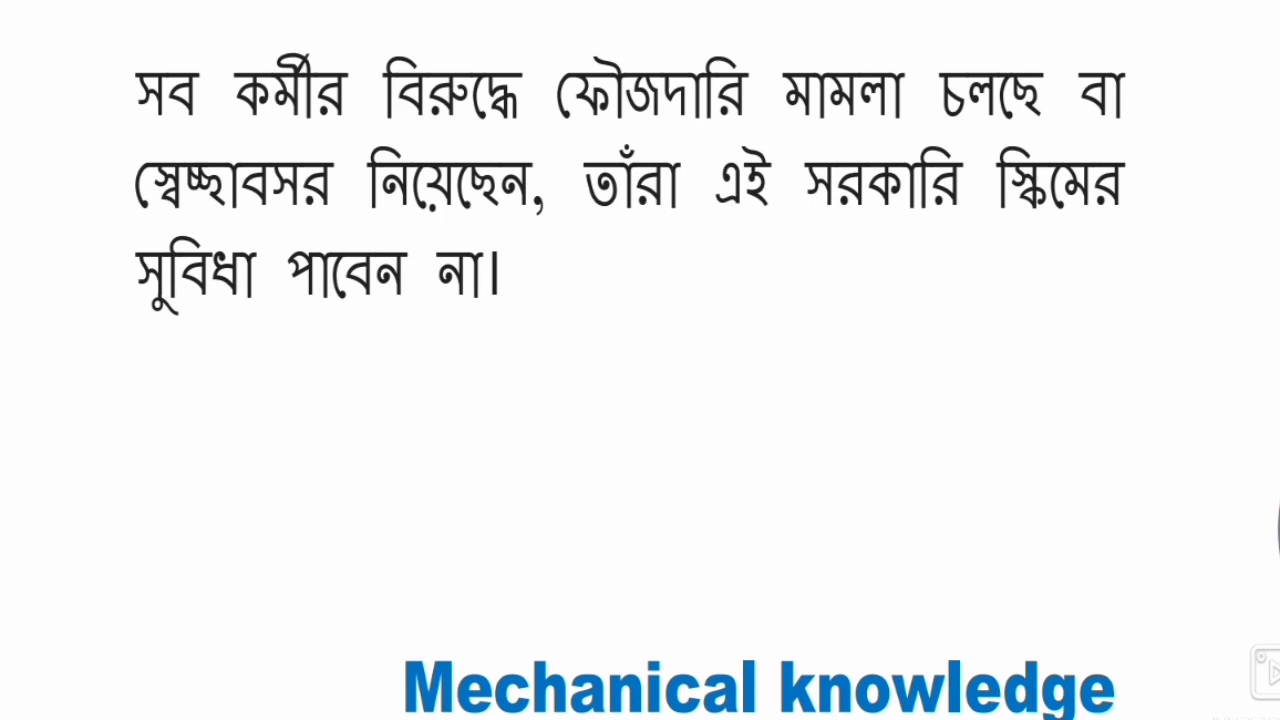 সব কর্মীর বিরুদ্ধে ফৌজদারি মামলা চলছে বা
স্বেচ্ছাবসর নিয়েছেন, তাঁরা এই সরকারি স্কিমের
সুবিধা পাবেন না।
Mechanical knowledge